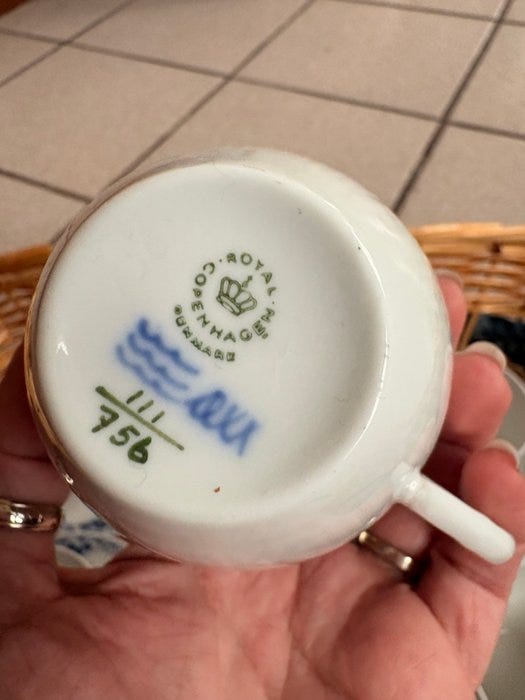 · ROYAL ·
COPENHAGEN
DENMARK
111
756